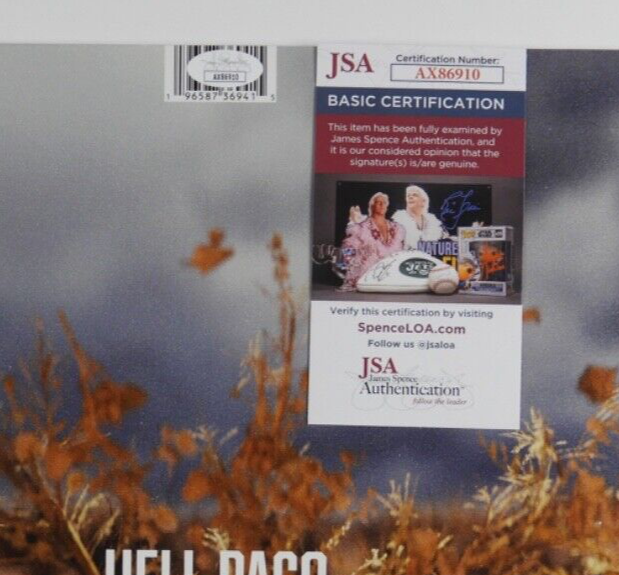 AX86910
1 96587 36941 5
JSA
Certification Number:
AX86910
BASIC CERTIFICATION
This item has been fully examined by
James Spence Authentication, and
it is our considered opinion that the
signature(s) is/are genuine.
NATURE
Verify this certification by visiting
SpenceLOA.com
Follow us @jsaloa
JSA
James Spence
Authentication
follow the leader